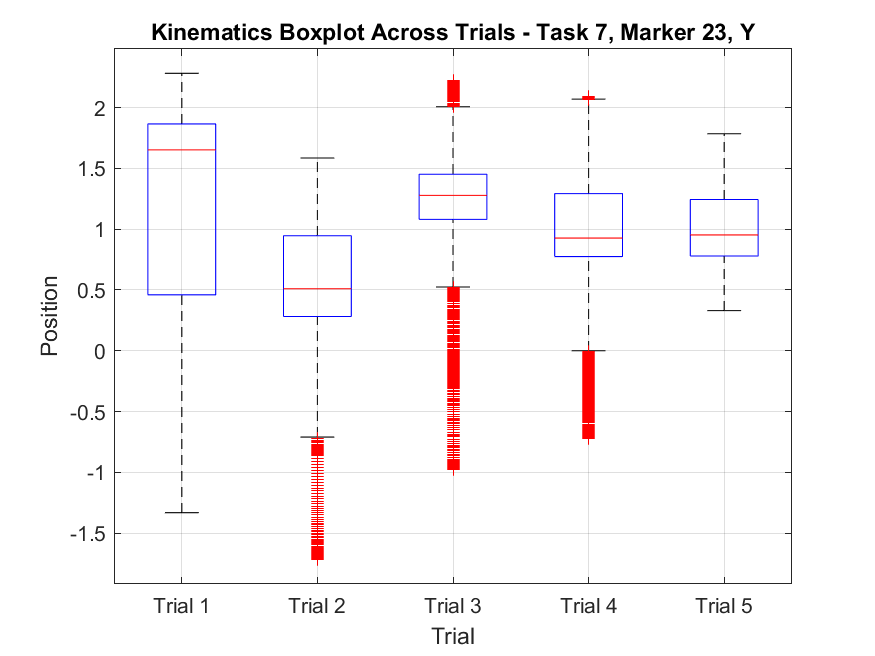 Kinematics Boxplot Across Trials - Task 7, Marker 23, Y
Position
2
1.5
1
0.5
0
-0.5
-1
-1.5
Trial 1 Trial 2 Trial 3 Trial 4 Trial 5
Trial